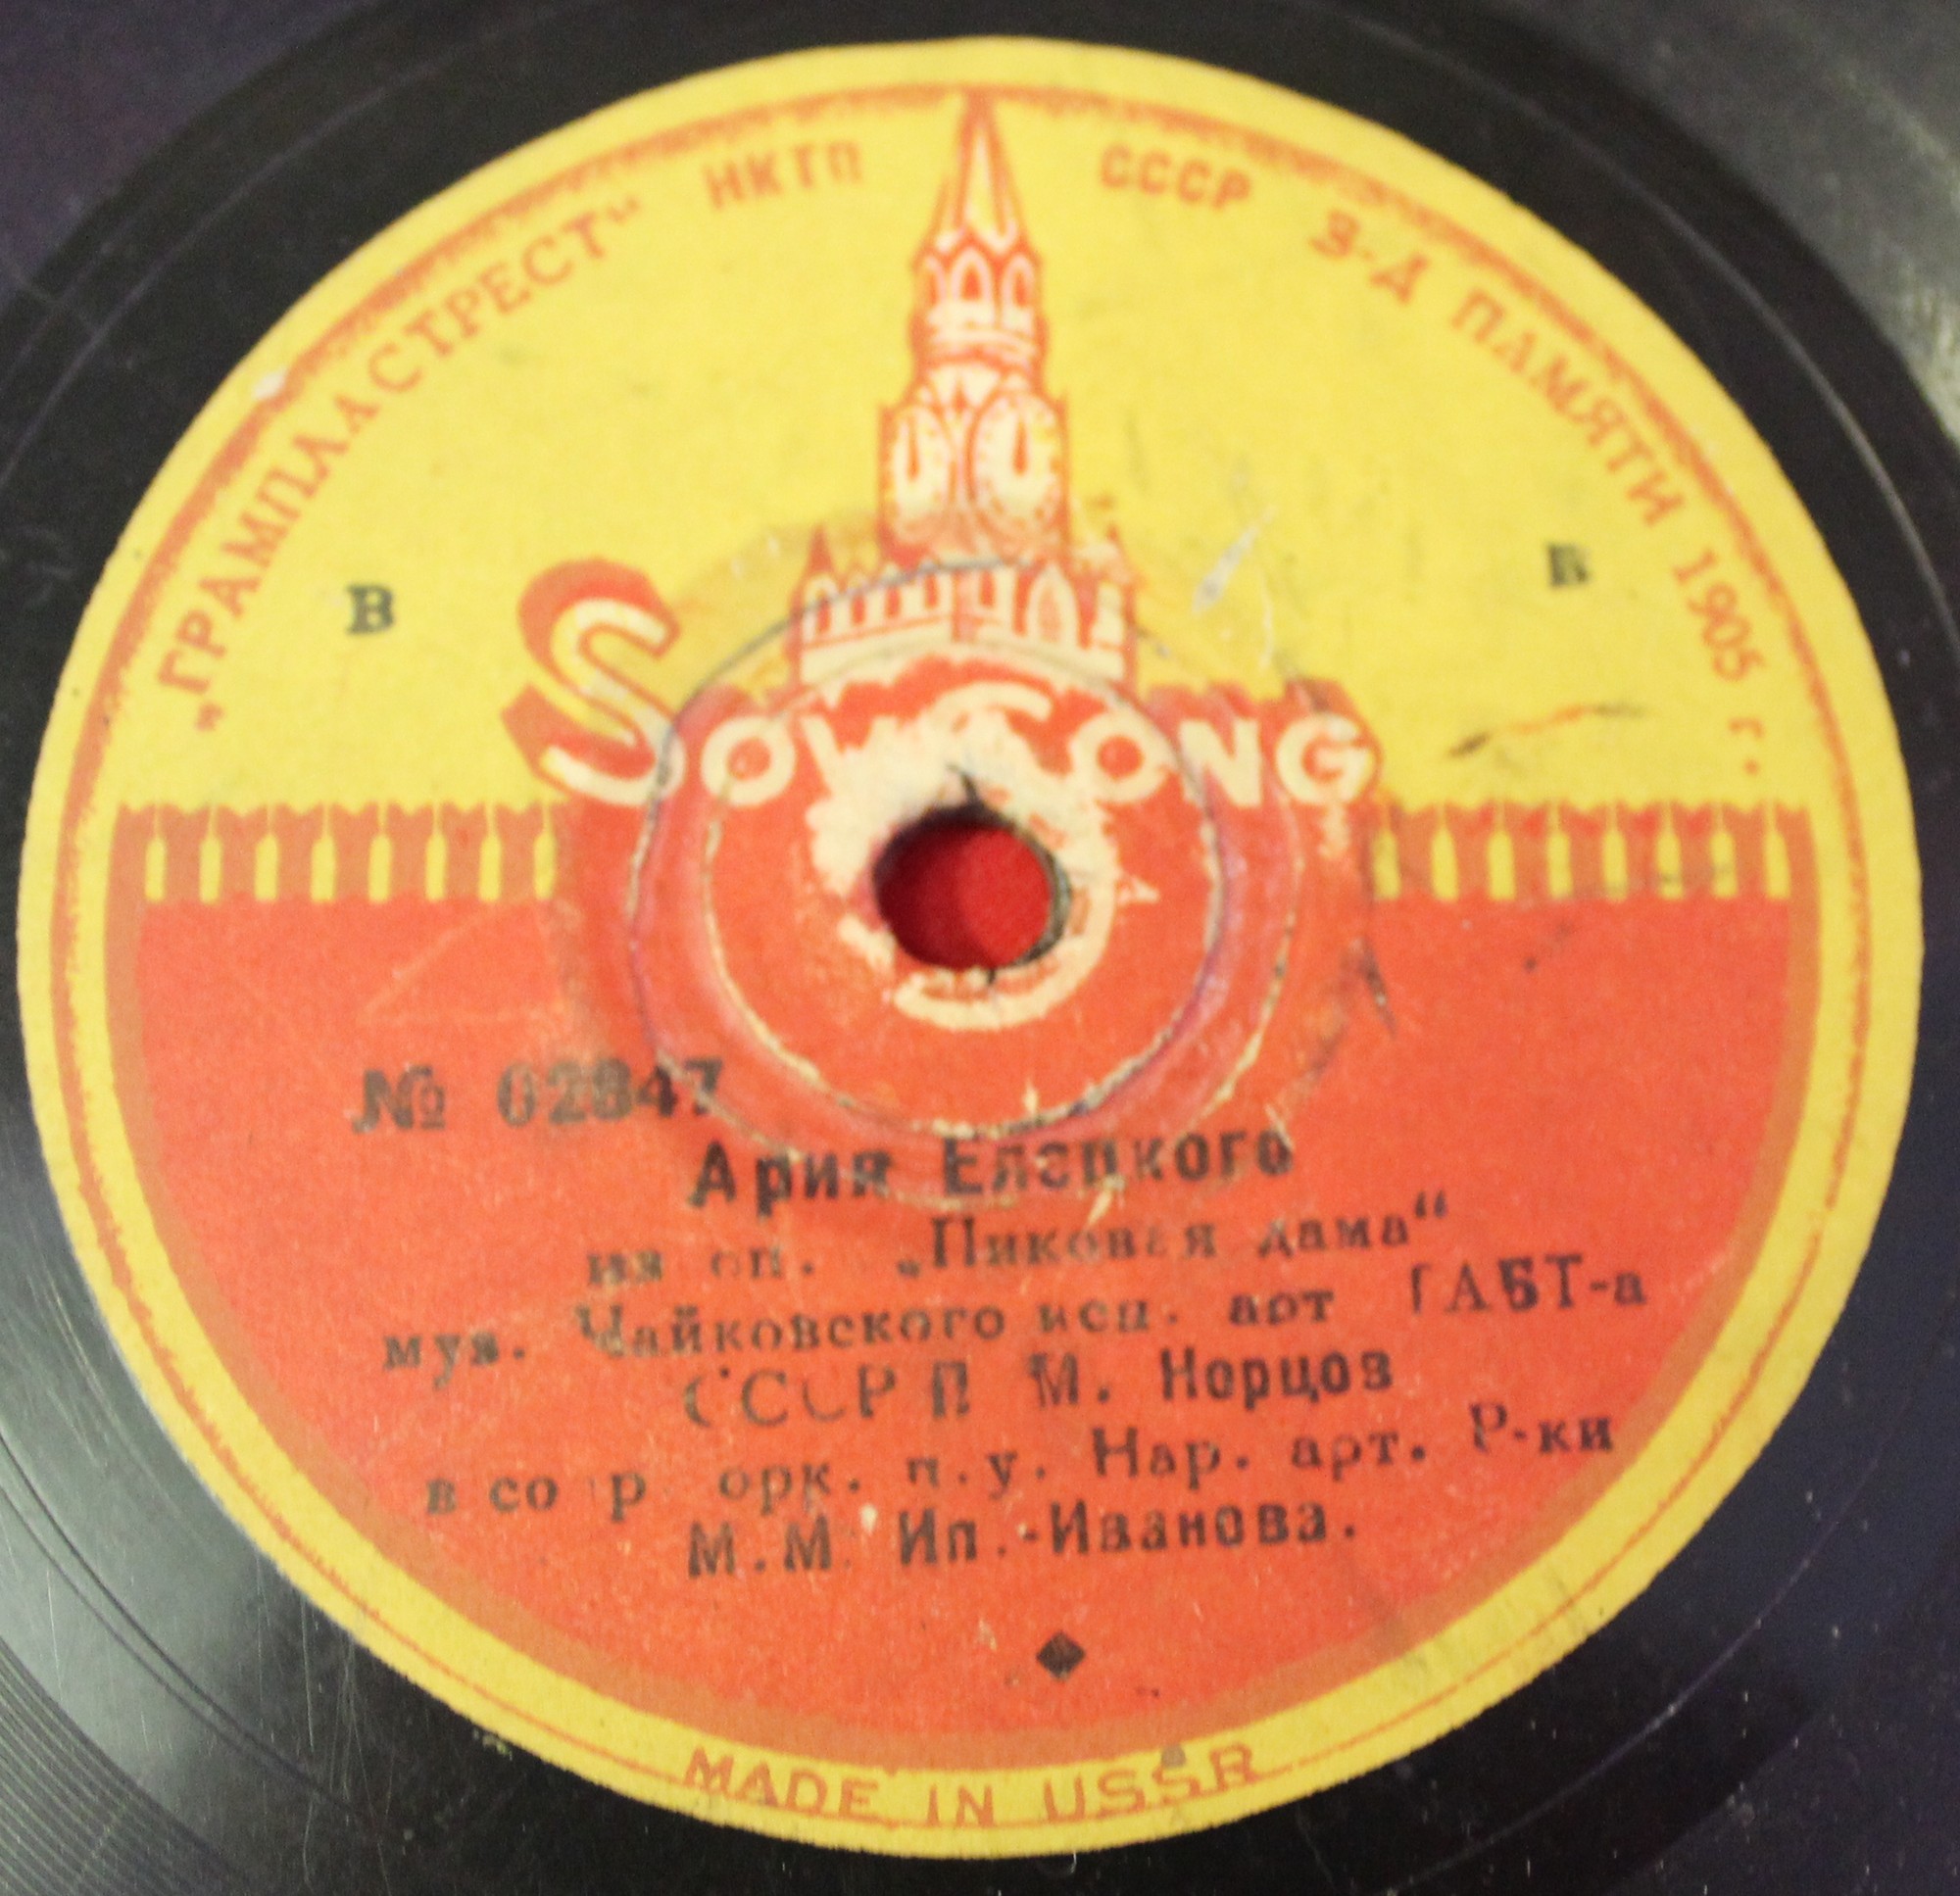 „ГРАМПЛАСТРЕСТ“ НКТП СССР З-Д ПАМЯТИ 1905 г.
В В
SOVSONG
№ 02847
Ария Елецкого
из оп. „Пиковая дама“
муз. Чайковского исп. арт ГАБТ-а
СССР П М. Норцов
в сопр орк. п.у. Нар. арт. Р-ки
М.М. Ип.-Иванова.
MADE IN USSR